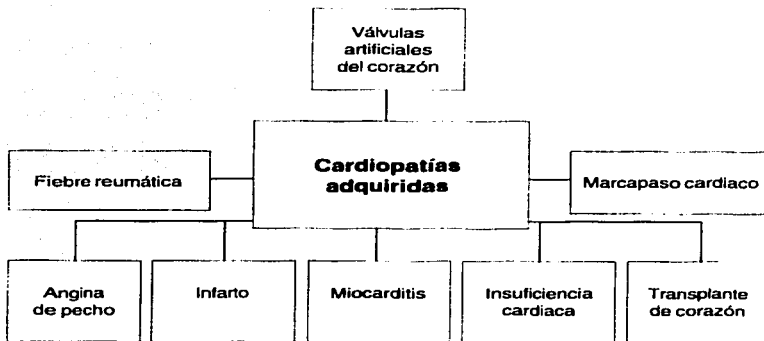 Válvulas
artificiales
del corazón
Cardiopatías
adquiridas
Fiebre reumática
Marcapaso cardiaco
Angina
de pecho
Infarto
Miocarditis
Insuficiencia
cardiaca
Transplante
de corazón